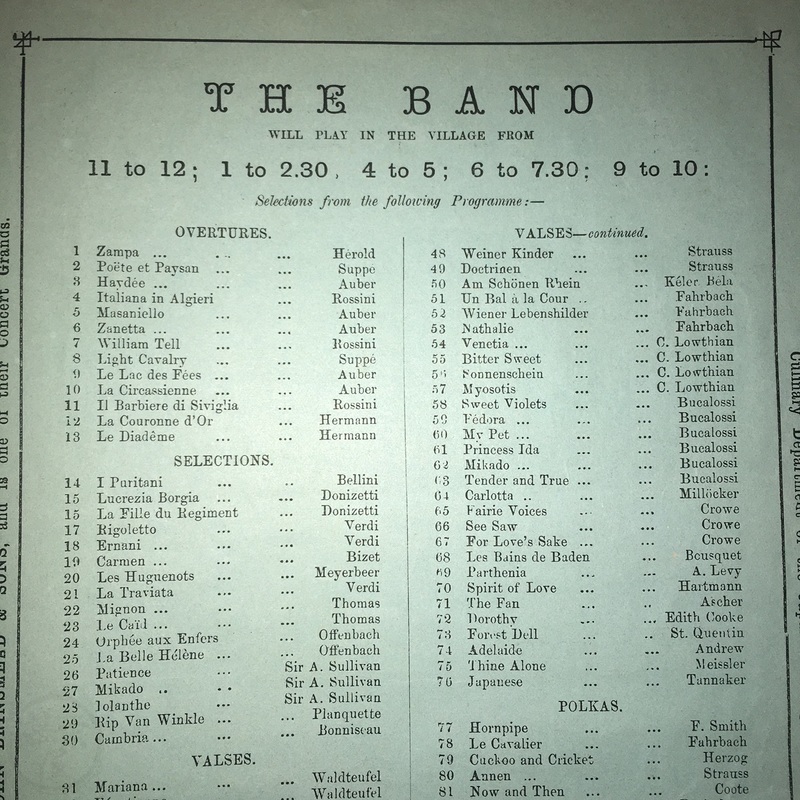 THE BAND
WILL PLAY IN THE VILLAGE FROM
11 to 12; 1 to 2.30, 4 to 5; 6 to 7.30; 9 to 10:
Selections from the following Programme:—
OVERTURES.
1 Zampa ... ... ... Hérold
2 Poëte et Paysan ... ... Suppé
3 Haydée ... ... ... Auber
4 Italiana in Algieri ... Rossini
5 Masaniello ... ... Auber
6 Zanetta ... ... ... Auber
7 William Tell ... ... Rossini
8 Light Cavalry ... ... Suppé
9 Le Lac des Fées ... ... Auber
10 La Circassienne ... ... Auber
11 Il Barbiere di Siviglia ... Rossini
12 La Couronne d'Or ... Hermann
13 Le Diadême ... ... Hermann
SELECTIONS.
14 I Puritani ... .. Bellini
15 Lucrezia Borgia ... ... Donizetti
15 La Fille du Regiment ... Donizetti
17 Rigoletto ... ... Verdi
18 Ernani ... ... ... Verdi
19 Carmen ... ... ... Bizet
20 Les Huguenots ... ... Meyerbeer
21 La Traviata ... ... Verdi
22 Mignon ... ... ... Thomas
23 Le Caïd ... ... ... Thomas
24 Orphée aux Enfers ... Offenbach
25 La Belle Hélène ... ... Offenbach
26 Patience ... Sir A. Sullivan
27 Mikado .. .. Sir A. Sullivan
28 Iolanthe ... Sir A. Sullivan
29 Rip Van Winkle ... ... Planquette
30 Cambria ... ... ... Bonniseau
VALSES.
31 Mariana ... ... ... Waldteufel
... Waldteufel
VALSES—continued.
48 Weiner Kinder ... ... Strauss
49 Doctrinen ... ... Strauss
50 Am Schönen Rhein ... Kéler Béla
51 Un Bal à la Cour .. ... Fahrbach
52 Wiener Lebenshilder ... Fahrbach
53 Nathalie ... ... Fahrbach
54 Venetia ... ... ... C. Lowthian
55 Bitter Sweet ... ... C. Lowthian
56 Sonnenschein ... ... C. Lowthian
57 Myosotis ... ... C. Lowthian
58 Sweet Violets ... ... Bucalossi
59 Fédora ... ... ... Bucalossi
60 My Pet ... ... ... Bucalossi
61 Princess Ida ... ... Bucalossi
62 Mikado ... ... ... Bucalossi
63 Tender and True ... ... Bucalossi
64 Carlotta .. ... ... Millöcker
65 Fairie Voices ... ... Crowe
66 See Saw ... ... Crowe
67 For Love's Sake ... ... Crowe
68 Les Bains de Baden ... Bousquet
69 Parthenia ... ... A. Levy
70 Spirit of Love ... ... Hartmann
71 The Fan ... .. Ascher
72 Dorothy ... ... Edith Cooke
73 Forest Dell ... .. St. Quentin
74 Adelaide ... ... Andrew
75 Thine Alone ... ... Meissler
76 Japanese ... ... Tannaker
POLKAS.
77 Hornpipe ... ... F. Smith
78 Le Cavalier ... ... Fahrbach
79 Cuckoo and Cricket ... Herzog
80 Annen ... ... ... Strauss
81 Now and Then ... ... Coote
SONS, and is one of their Concert Grands.
Culinary Department of the